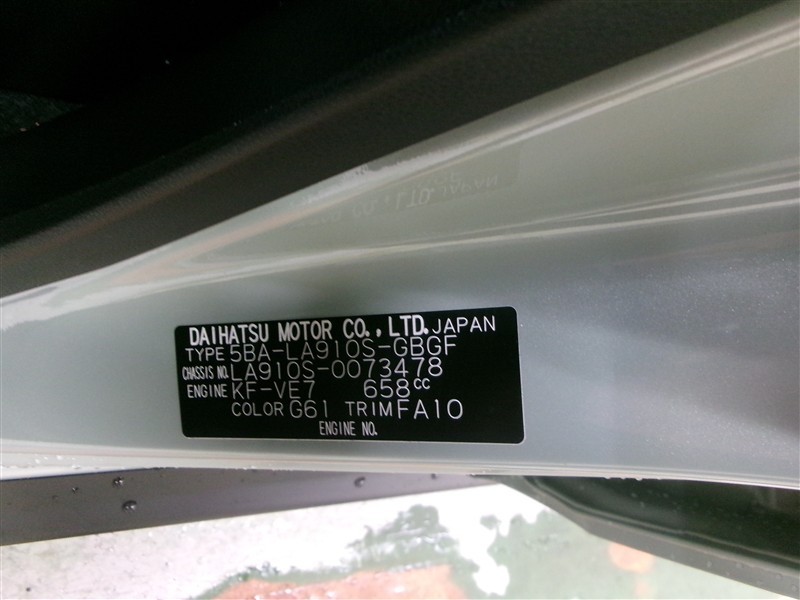 DAIHATSU MOTOR CO., LTD. JAPAN
TYPE 5BA-LA910S-GBGF
CHASSIS NO. LA910S-0073478
ENGINE KF-VE7 658CC
COLOR G61 TRIM FA10
ENGINE NO.